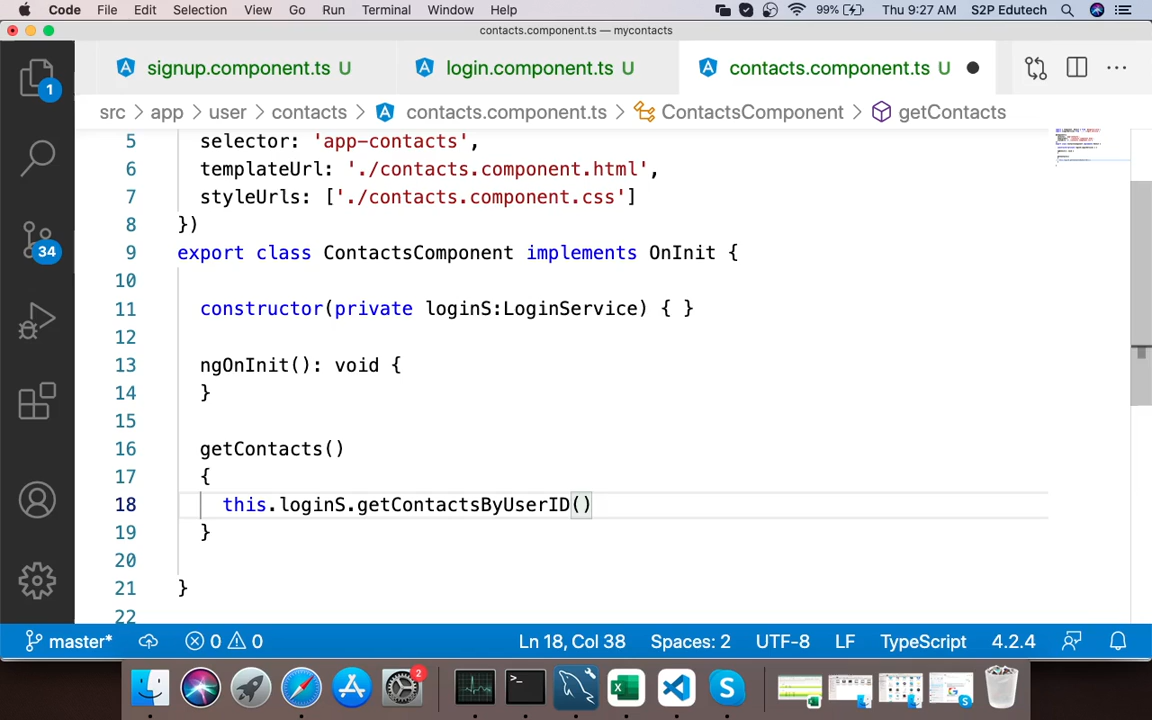 Code File Edit Selection View Go Run Terminal Window Help 99% Thu 9:27 AM S2P Edutech
contacts.component.ts — mycontacts
signup.component.ts U login.component.ts U contacts.component.ts U
src > app > user > contacts > contacts.component.ts > ContactsComponent > getContacts
1
34
5 selector: 'app-contacts',
6 templateUrl: './contacts.component.html',
7 styleUrls: ['./contacts.component.css']
8 })
9 export class ContactsComponent implements OnInit {
10
11 constructor(private loginS:LoginService) { }
12
13 ngOnInit(): void {
14 }
15
16 getContacts()
17 {
18 this.loginS.getContactsByUserID()
19 }
20
21 }
22
master* 0 0 Ln 18, Col 38 Spaces: 2 UTF-8 LF TypeScript 4.2.4
2